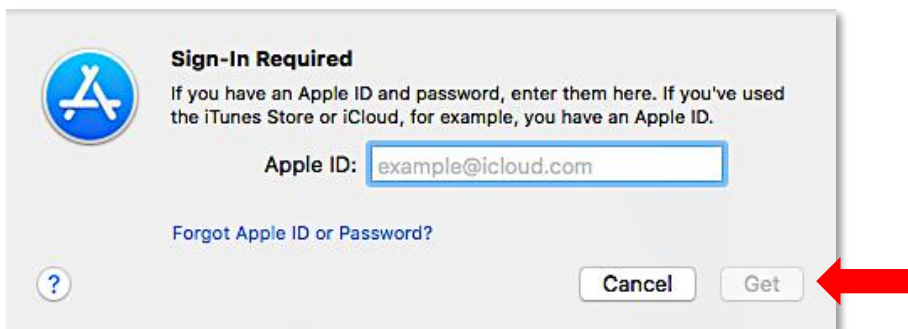 Sign-In Required
If you have an Apple ID and password, enter them here. If you've used
the iTunes Store or iCloud, for example, you have an Apple ID.
Apple ID: example@icloud.com
Forgot Apple ID or Password?
? Cancel Get